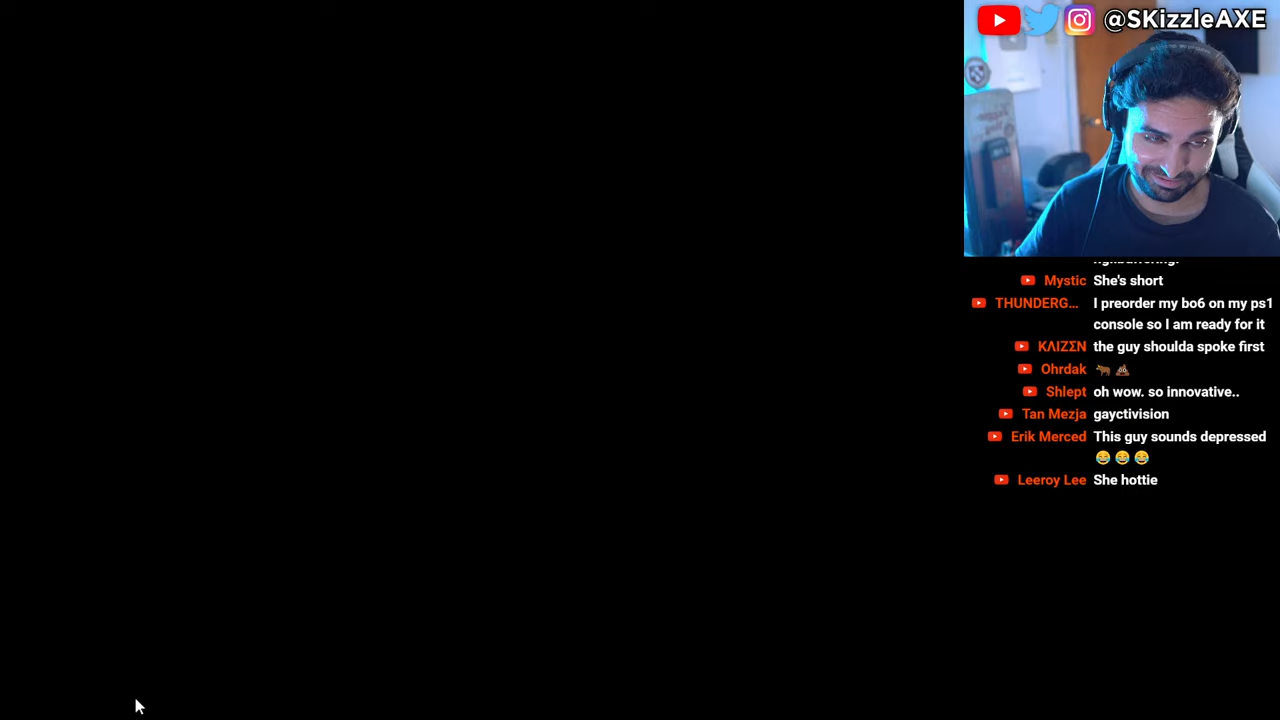 @SKizzleAXE
Mystic She's short
THUNDERG... I preorder my bo6 on my ps1
console so I am ready for it
KΛIZΣN the guy shoulda spoke first
Ohrdak 🐂 💩
Shlept oh wow. so innovative..
Tan Mezja gayctivision
Erik Merced This guy sounds depressed
😂 😂 😂
Leeroy Lee She hottie